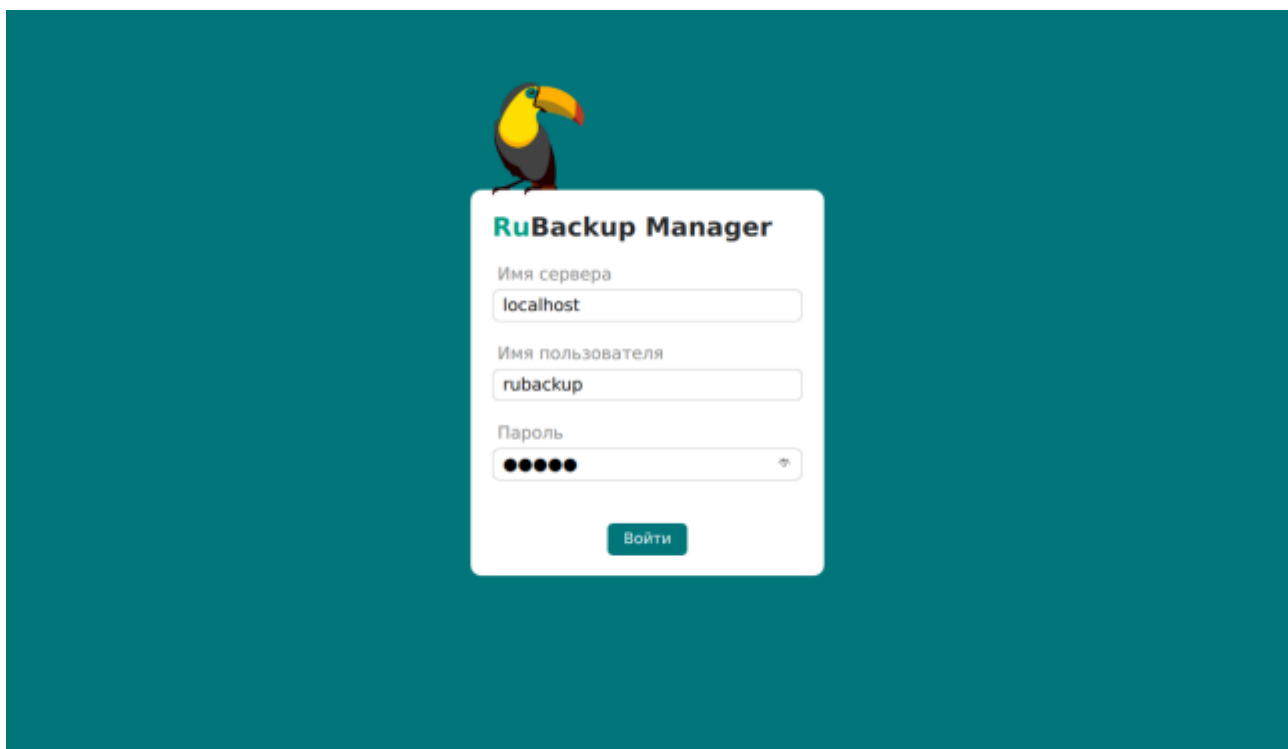 RuBackup Manager
Имя сервера
localhost
Имя пользователя
rubackup
Пароль
●●●●●
Войти